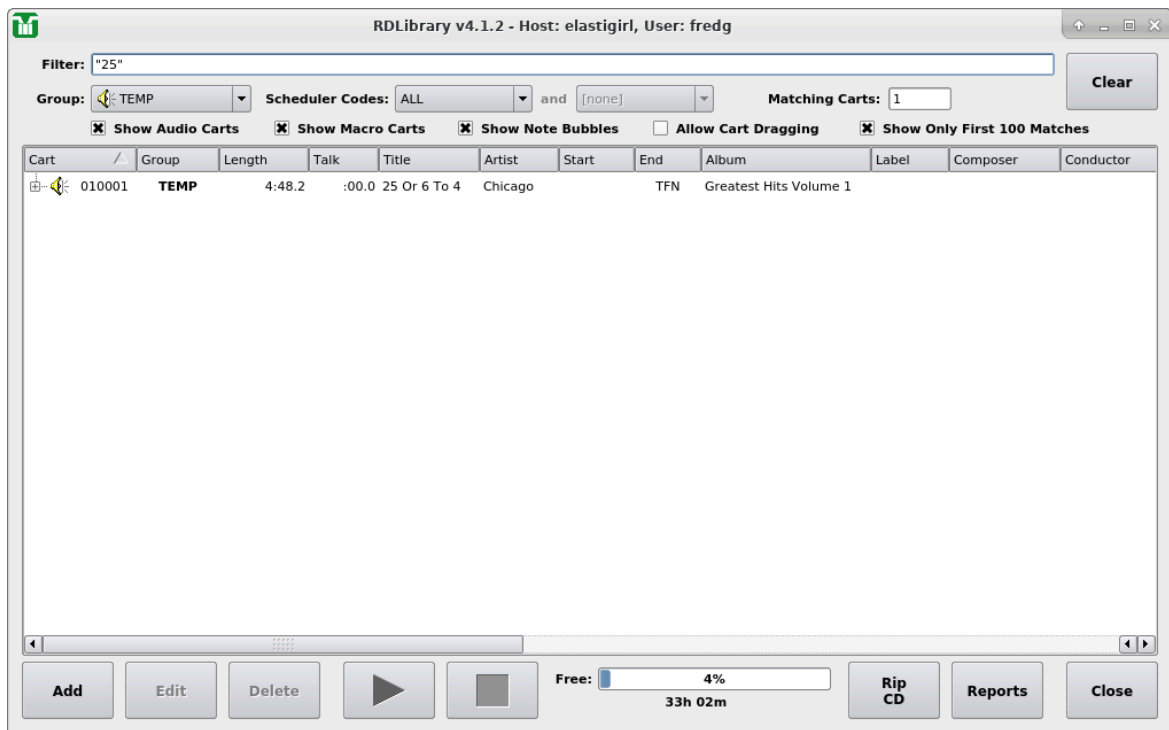 RDLibrary v4.1.2 - Host: elastigirl, User: fredg
Filter: "25" Clear
Group: TEMP Scheduler Codes: ALL and [none] Matching Carts: 1
Show Audio Carts Show Macro Carts Show Note Bubbles Allow Cart Dragging Show Only First 100 Matches
Cart Group Length Talk Title Artist Start End Album Label Composer Conductor
010001 TEMP 4:48.2 :00.0 25 Or 6 To 4 Chicago TFN Greatest Hits Volume 1
Add Edit Delete Free: 4% Rip CD Reports Close
33h 02m